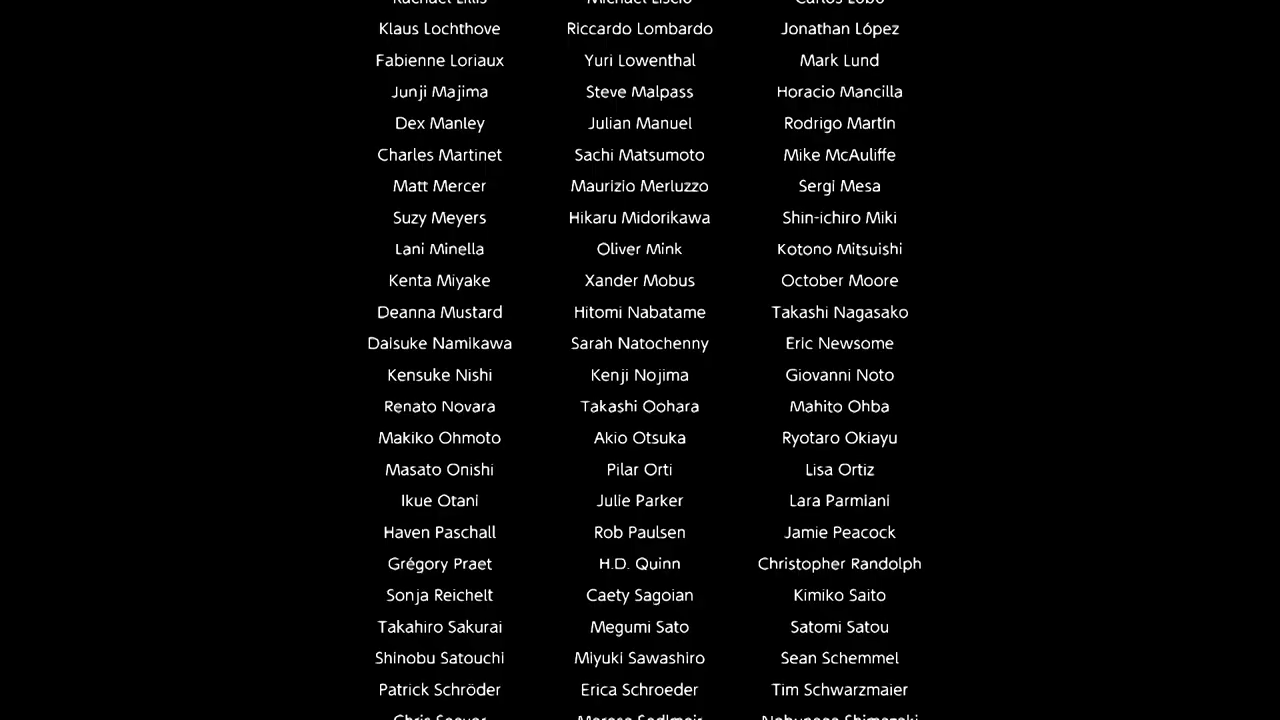 Rachael Lillis Michael Liscio Carlos Lobo
Klaus Lochthove Riccardo Lombardo Jonathan López
Fabienne Loriaux Yuri Lowenthal Mark Lund
Junji Majima Steve Malpass Horacio Mancilla
Dex Manley Julian Manuel Rodrigo Martín
Charles Martinet Sachi Matsumoto Mike McAuliffe
Matt Mercer Maurizio Merluzzo Sergi Mesa
Suzy Meyers Hikaru Midorikawa Shin-ichiro Miki
Lani Minella Oliver Mink Kotono Mitsuishi
Kenta Miyake Xander Mobus October Moore
Deanna Mustard Hitomi Nabatame Takashi Nagasako
Daisuke Namikawa Sarah Natochenny Eric Newsome
Kensuke Nishi Kenji Nojima Giovanni Noto
Renato Novara Takashi Oohara Mahito Ohba
Makiko Ohmoto Akio Otsuka Ryotaro Okiayu
Masato Onishi Pilar Orti Lisa Ortiz
Ikue Otani Julie Parker Lara Parmiani
Haven Paschall Rob Paulsen Jamie Peacock
Grégory Praet H.D. Quinn Christopher Randolph
Sonja Reichelt Caety Sagoian Kimiko Saito
Takahiro Sakurai Megumi Sato Satomi Satou
Shinobu Satouchi Miyuki Sawashiro Sean Schemmel
Patrick Schröder Erica Schroeder Tim Schwarzmaier